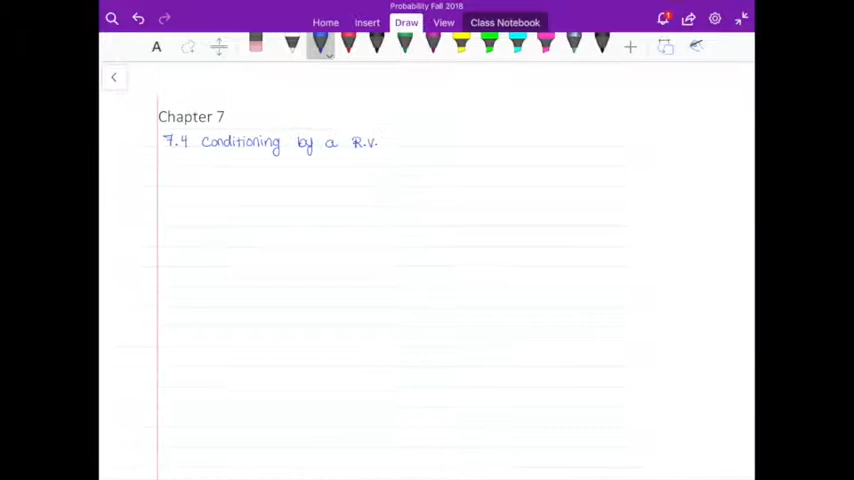 Probability Fall 2018
Home Insert Draw View Class Notebook
A
Chapter 7
7.4 Conditioning by a R.V.